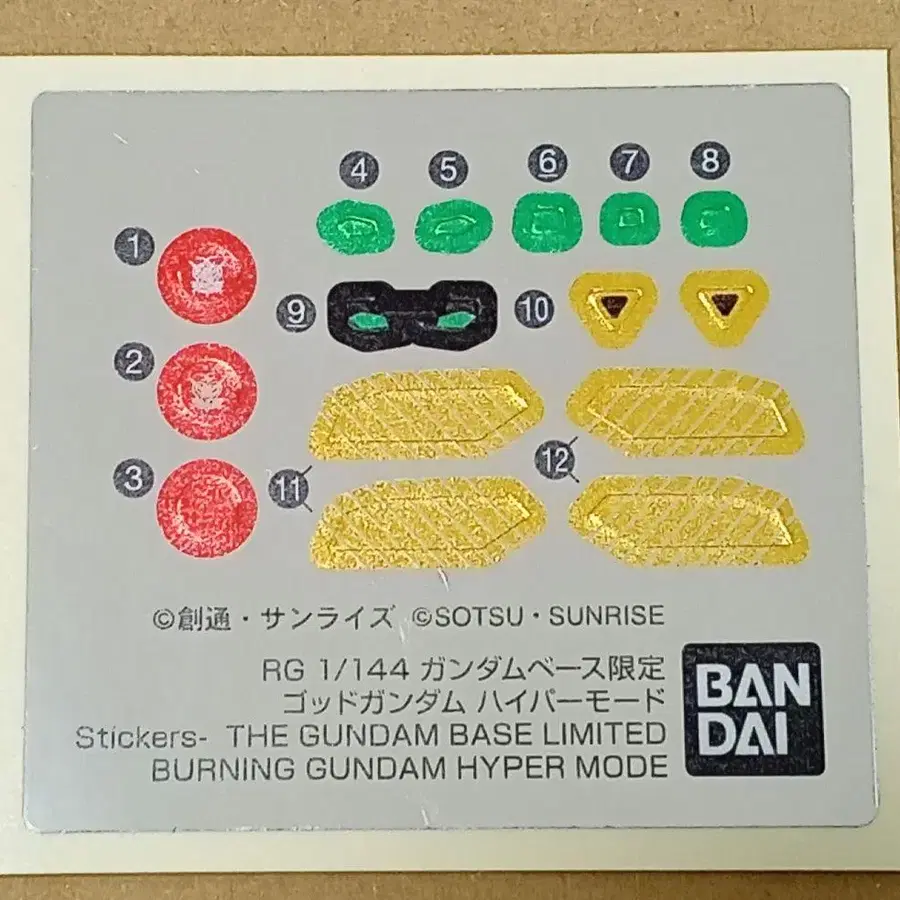 4 5 6 7 8
1
9 10
2
12
3 11
©創通・サンライズ ©SOTSU・SUNRISE
RG 1/144 ガンダムベース限定
ゴッドガンダム ハイパーモード
Stickers- THE GUNDAM BASE LIMITED
BURNING GUNDAM HYPER MODE
BAN
DAI